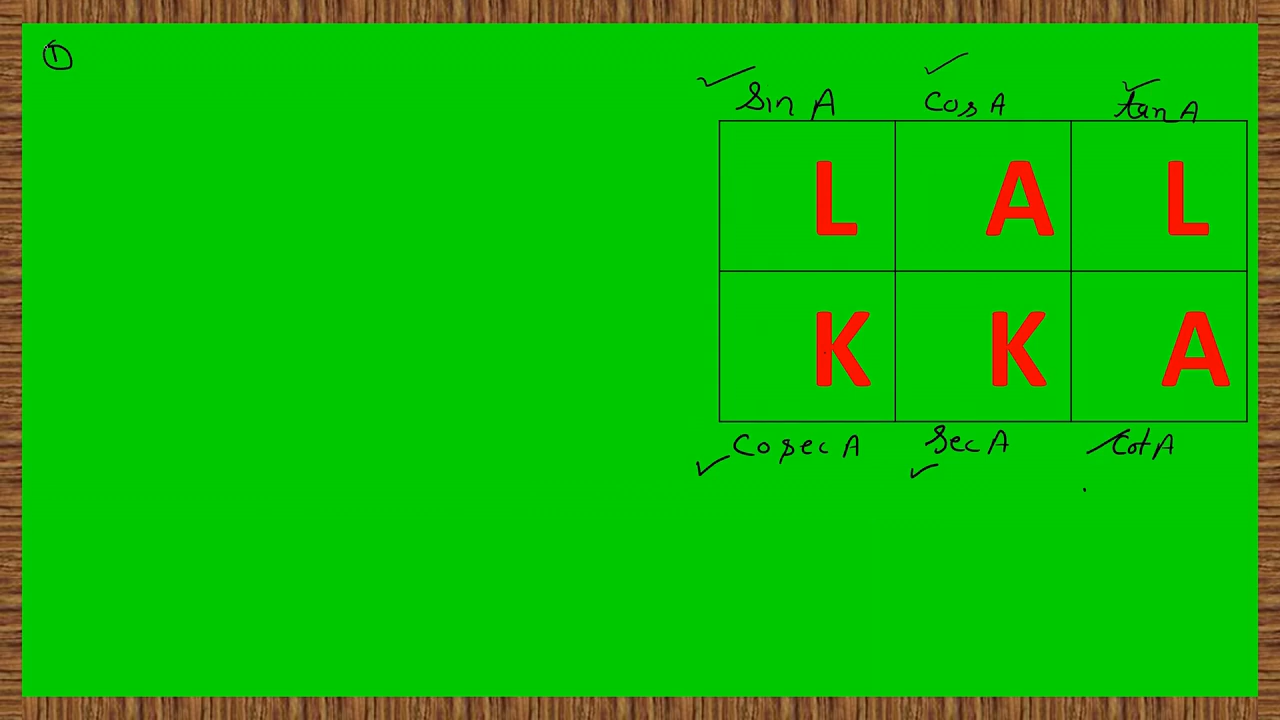 ①
sin A cos A tan A
L A L
K K A
cosec A sec A cot A